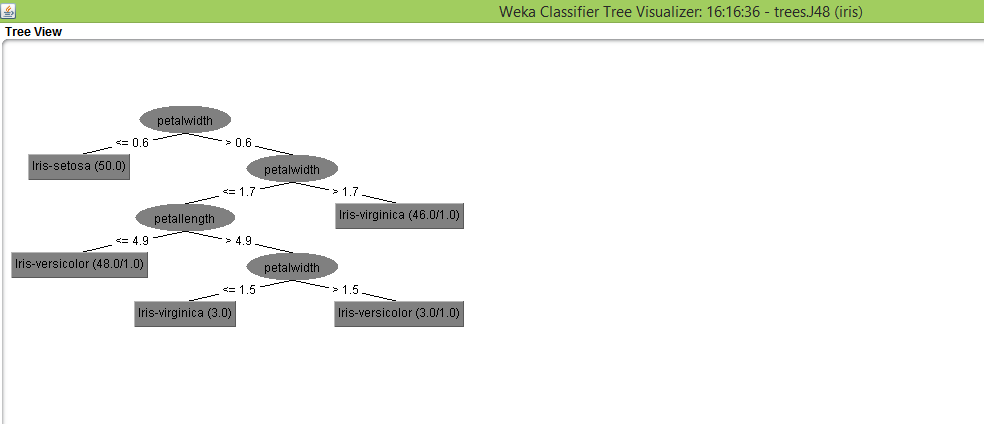 Weka Classifier Tree Visualizer: 16:16:36 - trees.J48 (iris)
Tree View
petalwidth
<= 0.6 > 0.6
Iris-setosa (50.0) petalwidth
<= 1.7 > 1.7
petallength Iris-virginica (46.0/1.0)
<= 4.9 > 4.9
Iris-versicolor (48.0/1.0) petalwidth
<= 1.5 > 1.5
Iris-virginica (3.0) Iris-versicolor (3.0/1.0)